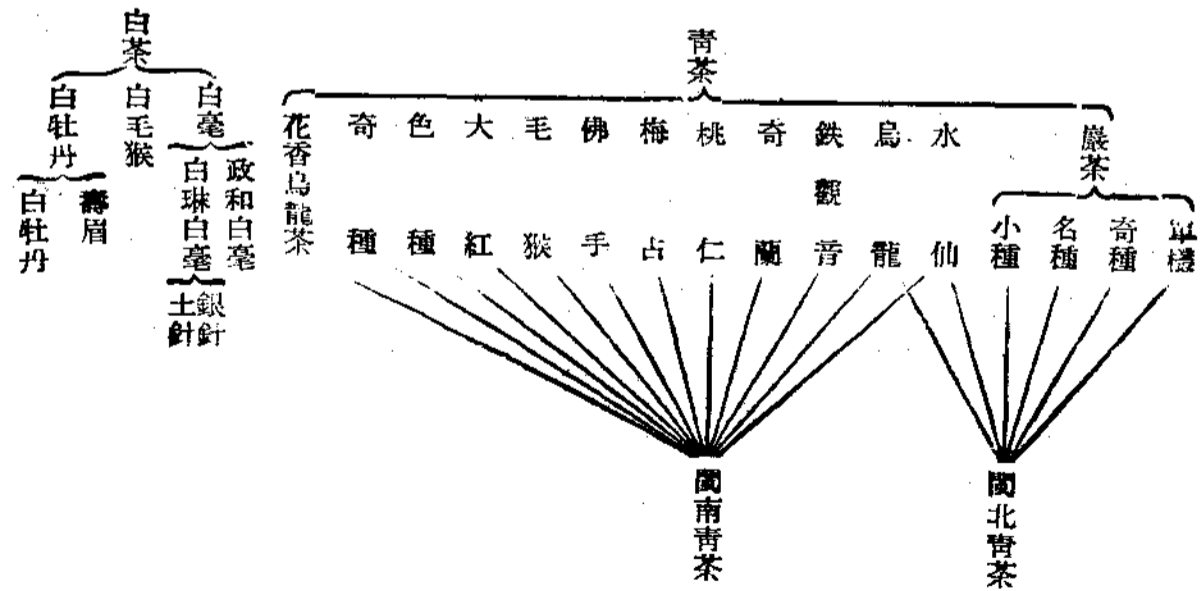 青茶
巖茶
單欉
奇種
名種
小種
水仙
烏龍
鉄觀音
奇蘭
桃仁
梅占
佛手
毛猴
大紅
色種
奇種
花香烏龍茶
閩北青茶
閩南青茶
白茶
白毫
政和白毫
白琳白毫
銀針
土針
白毛猴
白牡丹
壽眉
白牡丹